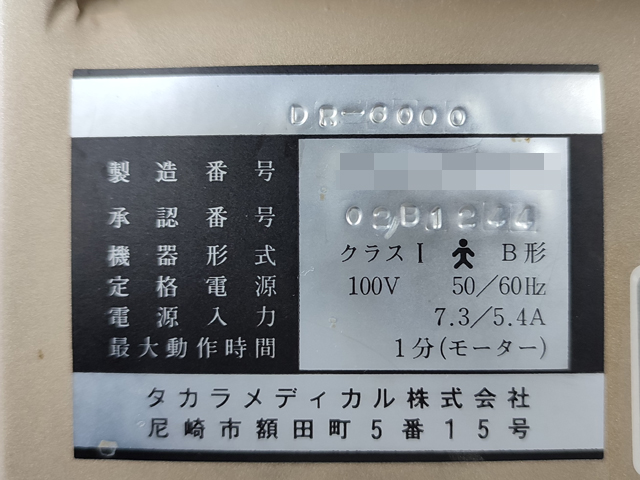 DR-6000
製造番号
承認番号 03B1244
機器形式 クラスI B形
定格電源 100V 50/60Hz
電源入力 7.3/5.4A
最大動作時間 1分(モーター)
タカラメディカル株式会社
尼崎市額田町5番15号